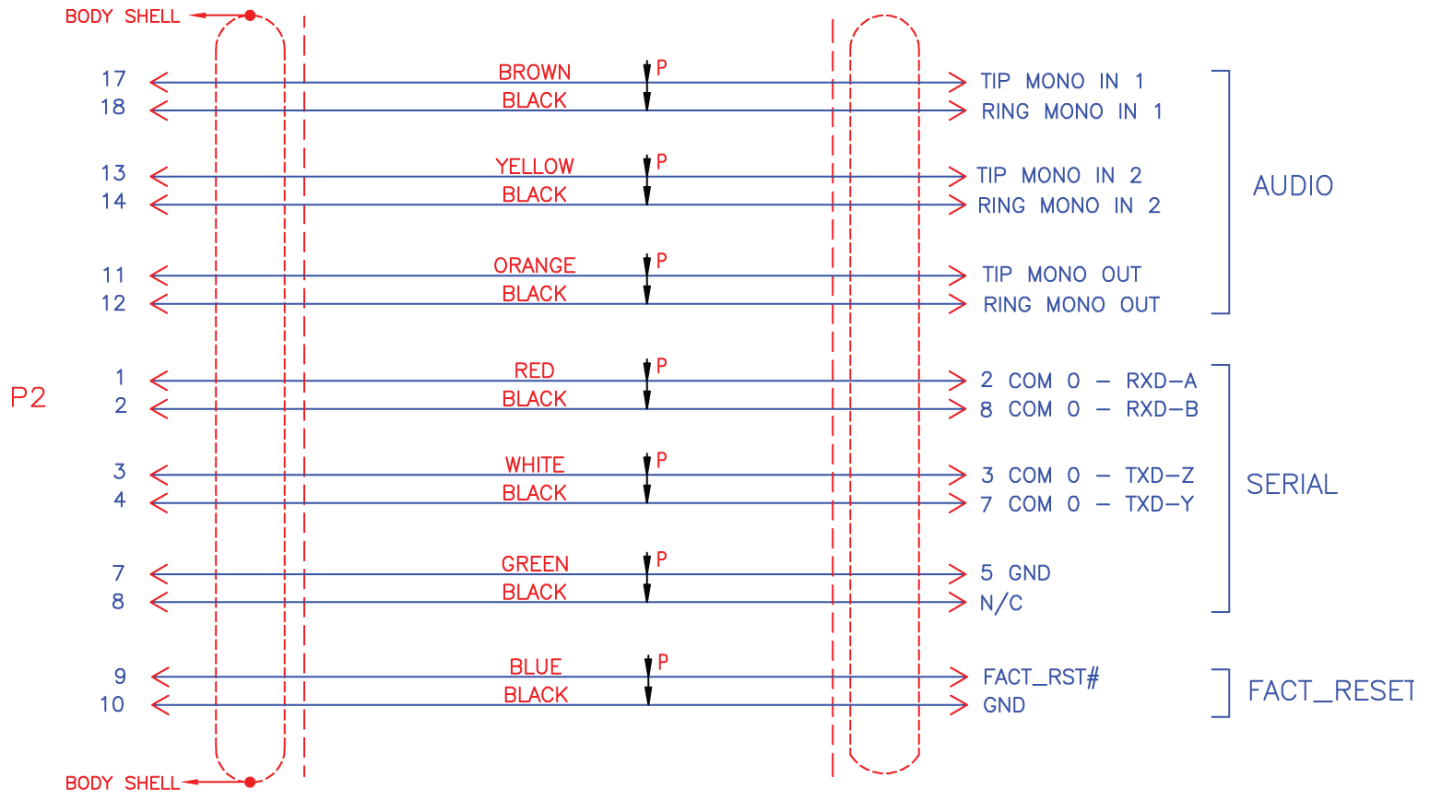 BODY SHELL
17 BROWN P TIP MONO IN 1
18 BLACK RING MONO IN 1
13 YELLOW P TIP MONO IN 2
14 BLACK RING MONO IN 2
AUDIO
11 ORANGE P TIP MONO OUT
12 BLACK RING MONO OUT
1 RED P 2 COM 0 – RXD–A
P2
2 BLACK 8 COM 0 – RXD–B
3 WHITE P 3 COM 0 – TXD–Z
4 BLACK 7 COM 0 – TXD–Y
SERIAL
7 GREEN P 5 GND
8 BLACK N/C
9 BLUE P FACT_RST#
10 BLACK GND
FACT_RESET
BODY SHELL